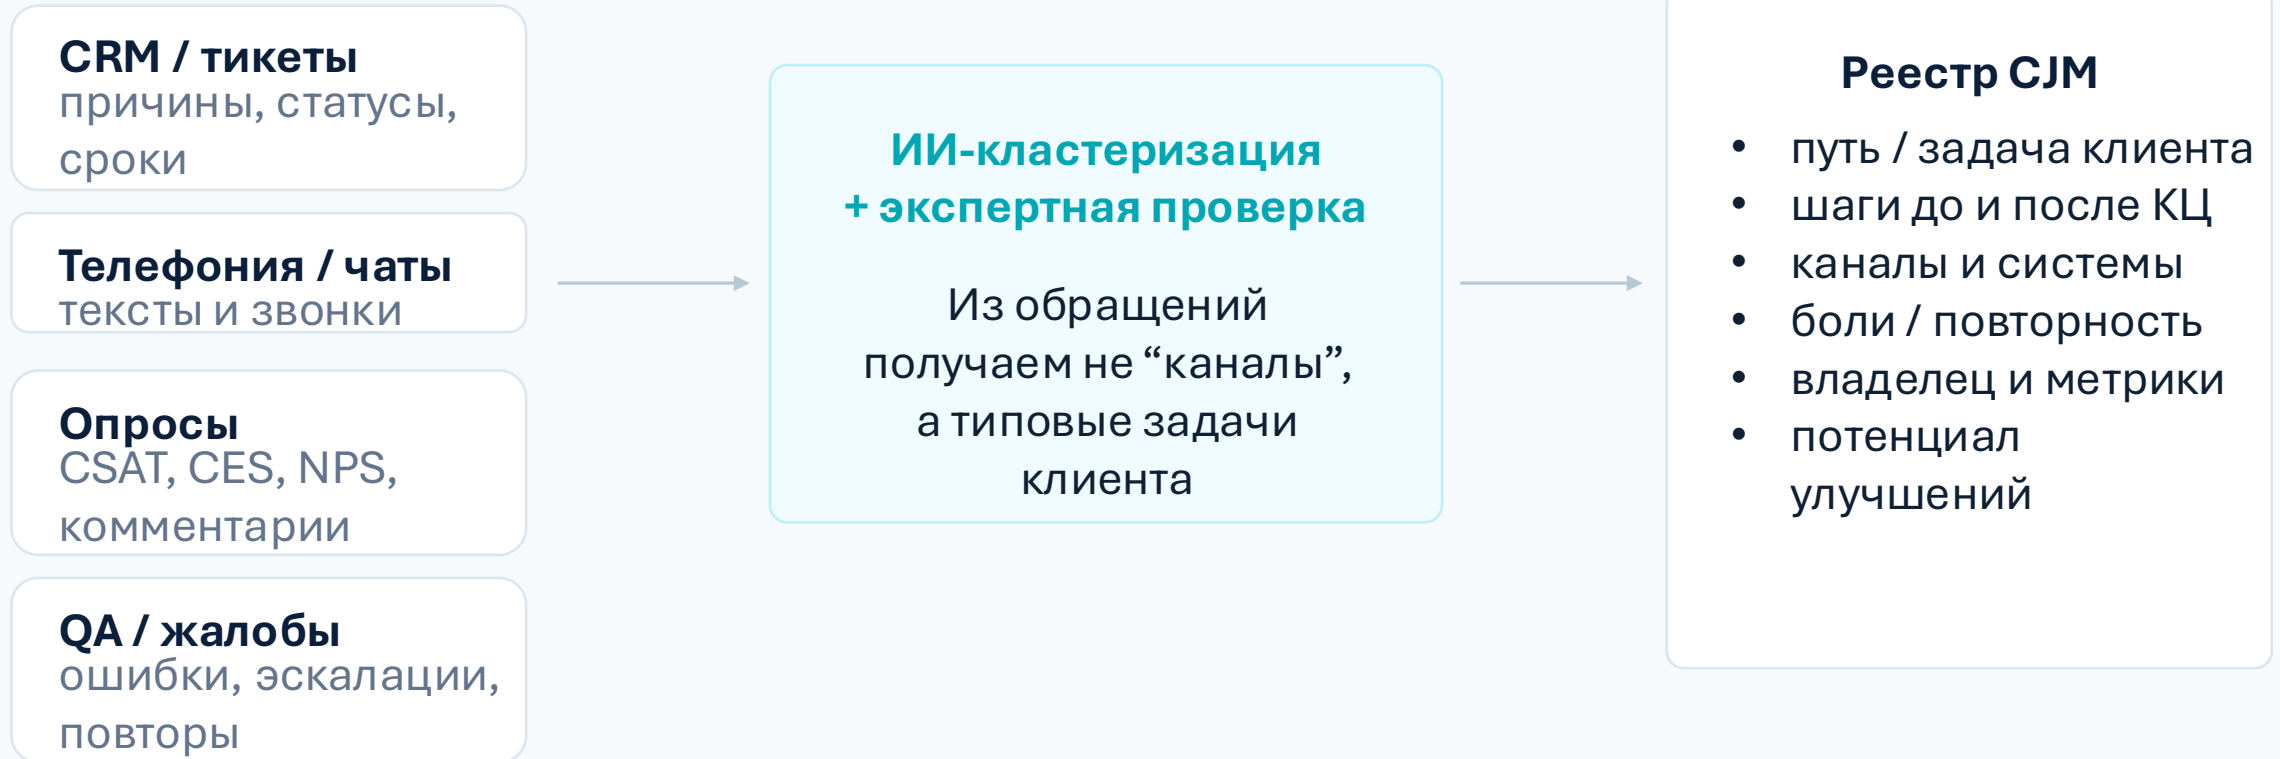 CRM / тикеты
причины, статусы,
сроки
Телефония / чаты
тексты и звонки
Опросы
CSAT, CES, NPS,
комментарии
QA / жалобы
ошибки, эскалации,
повторы
ИИ-кластеризация
+ экспертная проверка
Из обращений
получаем не “каналы”,
а типовые задачи
клиента
Реестр CJM
• путь / задача клиента
• шаги до и после КЦ
• каналы и системы
• боли / повторность
• владелец и метрики
• потенциал
улучшений